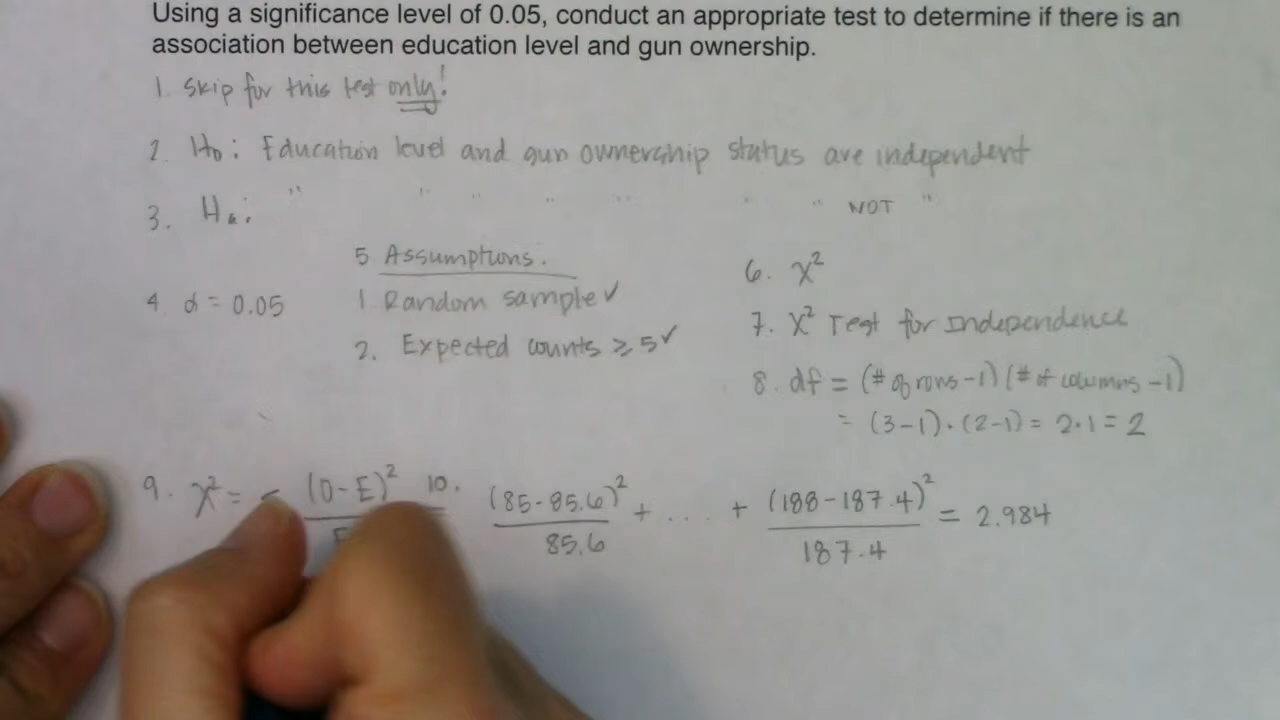 Using a significance level of 0.05, conduct an appropriate test to determine if there is an
association between education level and gun ownership.
1. Skip for this test only!
2. H₀: Education level and gun ownership status are independent
3. Hₐ: " " " " " " " NOT "
4. α = 0.05
5 Assumptions.
1. Random sample ✓
2. Expected counts ≥ 5 ✓
6. χ²
7. χ² Test for Independence
8. df = (# of rows - 1) (# of columns - 1)
= (3-1)·(2-1) = 2·1 = 2
9. χ² = (O-E)²
10. (85-85.6)²/85.6 + .... + (188-187.4)²/187.4 = 2.984